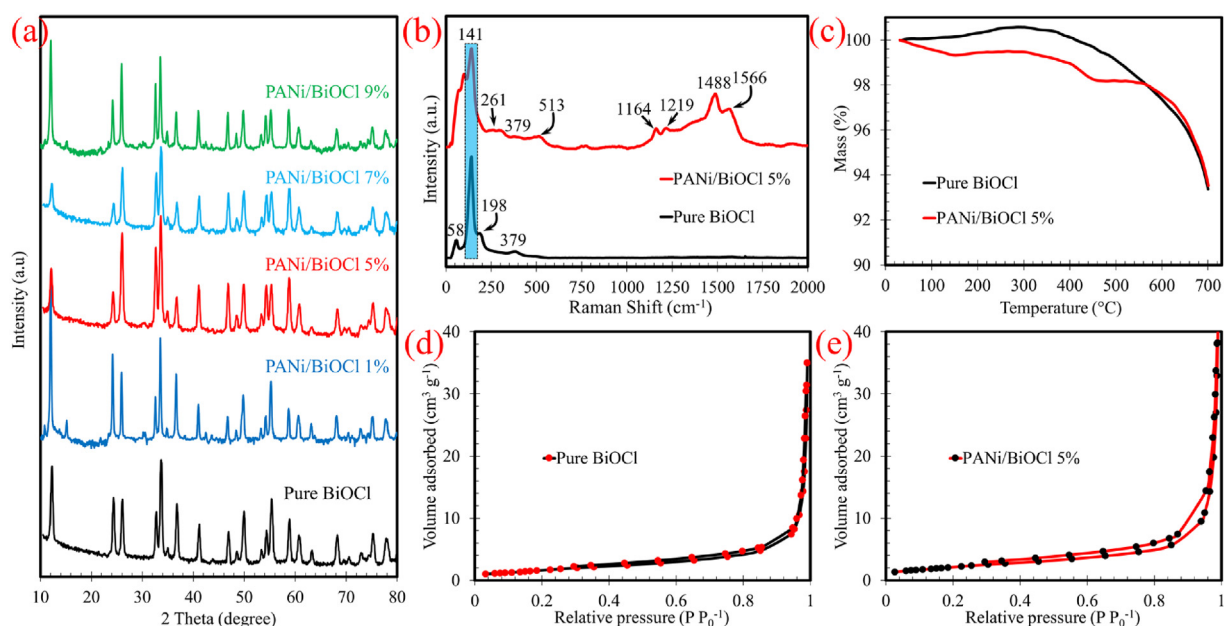 (a)
Intensity (a.u)
PANi/BiOCl 9%
PANi/BiOCl 7%
PANi/BiOCl 5%
PANi/BiOCl 1%
Pure BiOCl
10 20 30 40 50 60 70 80
2 Theta (degree)
(b)
Intensity (a.u.)
141
261
379
513
1164
1219
1488
1566
PANi/BiOCl 5%
Pure BiOCl
58
198
379
0 250 500 750 1000 1250 1500 1750 2000
Raman Shift (cm-1)
(c)
Mass (%)
100
98
96
94
92
90
Pure BiOCl
PANi/BiOCl 5%
0 100 200 300 400 500 600 700
Temperature (°C)
(d)
Volume adsorbed (cm3 g-1)
40
30
20
10
0
Pure BiOCl
0 0.2 0.4 0.6 0.8 1
Relative pressure (P P0-1)
(e)
Volume adsorbed (cm3 g-1)
40
30
20
10
0
PANi/BiOCl 5%
0 0.2 0.4 0.6 0.8 1
Relative pressure (P P0-1)